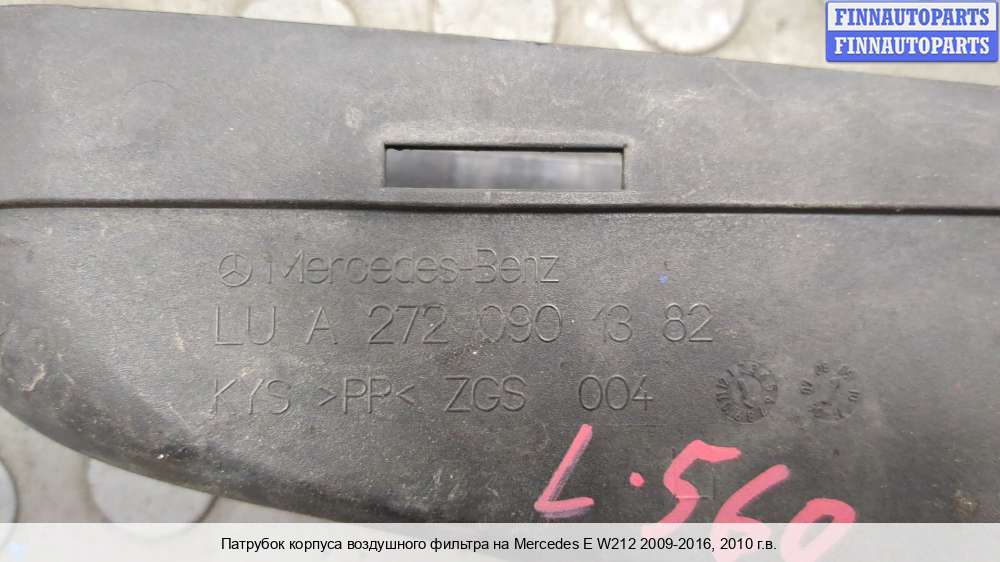 FINNAUTOPARTS
FINNAUTOPARTS
Mercedes-Benz
LU A 272 090 13 82
KYS >PP< ZGS 004
L.560
Патрубок корпуса воздушного фильтра на Mercedes E W212 2009-2016, 2010 г.в.